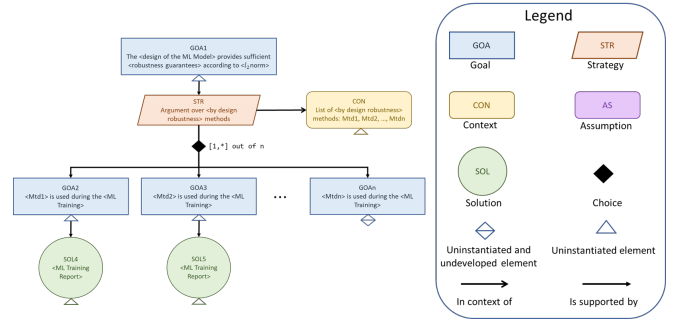 GOA1
The <design of the ML Model> provides sufficient
<robustness guarantees> according to <l₂norm>
STR
Argument over <by design
robustness> methods
CON
List of <by design robustness>
methods: Mtd1, Mtd2, ..., Mtdn
[1,*] out of n
GOA2
<Mtd1> is used during the <ML
Training>
GOA3
<Mtd2> is used during the <ML
Training>
...
GOAn
<Mtdn> is used during the <ML
Training>
SOL4
<ML Training
Report>
SOL5
<ML Training
Report>
Legend
GOA
Goal
STR
Strategy
CON
Context
AS
Assumption
SOL
Solution
Choice
Uninstantiated and
undeveloped element
Uninstantiated element
In context of
Is supported by